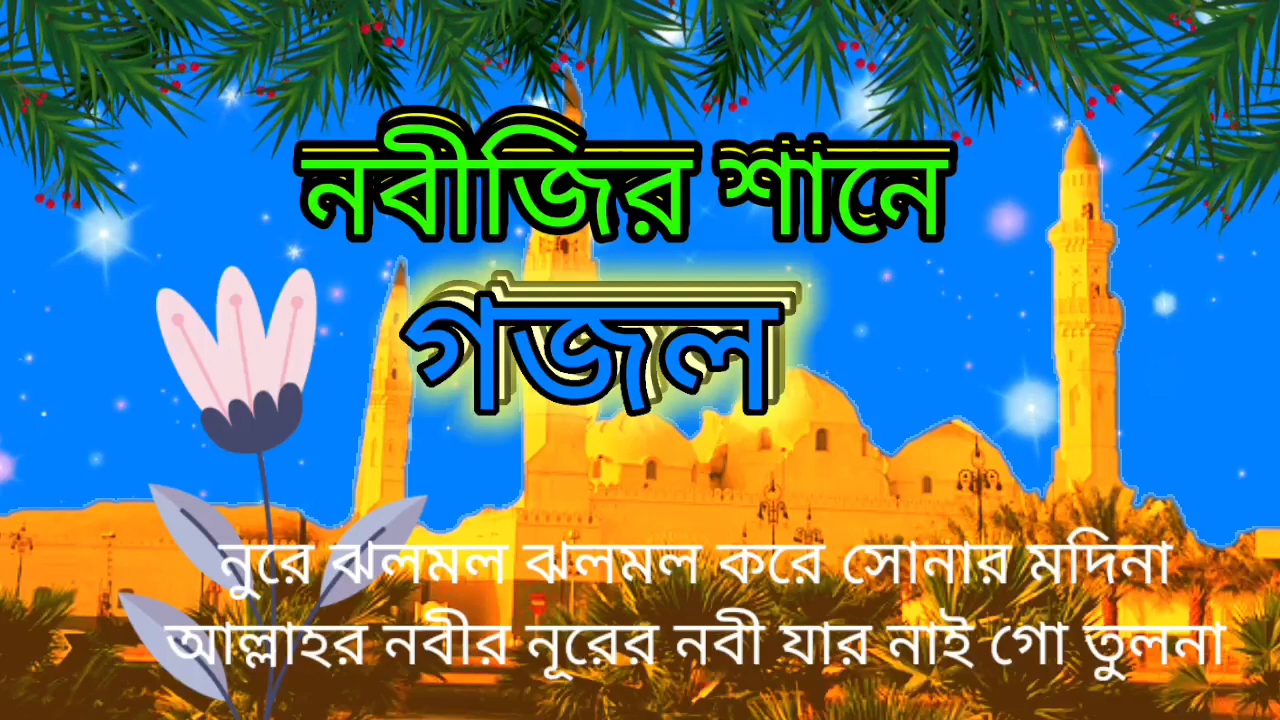 নবীজির শানে
গজল
নুরে ঝলমল ঝলমল করে সোনার মদিনা
আল্লাহর নবীর নূরের নবী যার নাই গো তুলনা